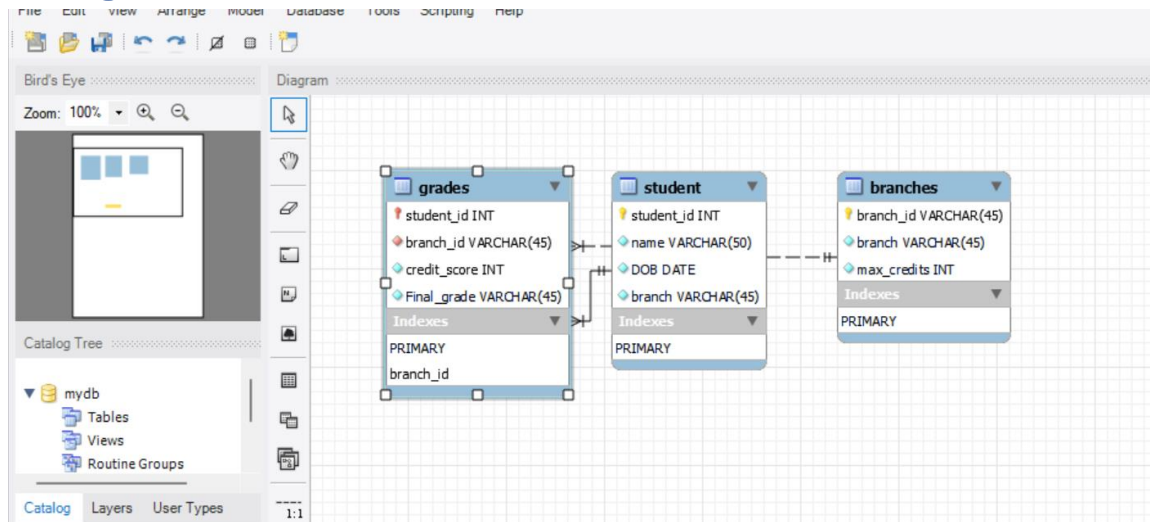 File Edit View Arrange Model Database Tools Scripting Help
Bird's Eye
Diagram
Zoom: 100%
grades
student_id INT
branch_id VARCHAR(45)
credit_score INT
Final_grade VARCHAR(45)
Indexes
PRIMARY
branch_id
student
student_id INT
name VARCHAR(50)
DOB DATE
branch VARCHAR(45)
Indexes
PRIMARY
branches
branch_id VARCHAR(45)
branch VARCHAR(45)
max_credits INT
Indexes
PRIMARY
Catalog Tree
mydb
Tables
Views
Routine Groups
Catalog Layers User Types
1:1